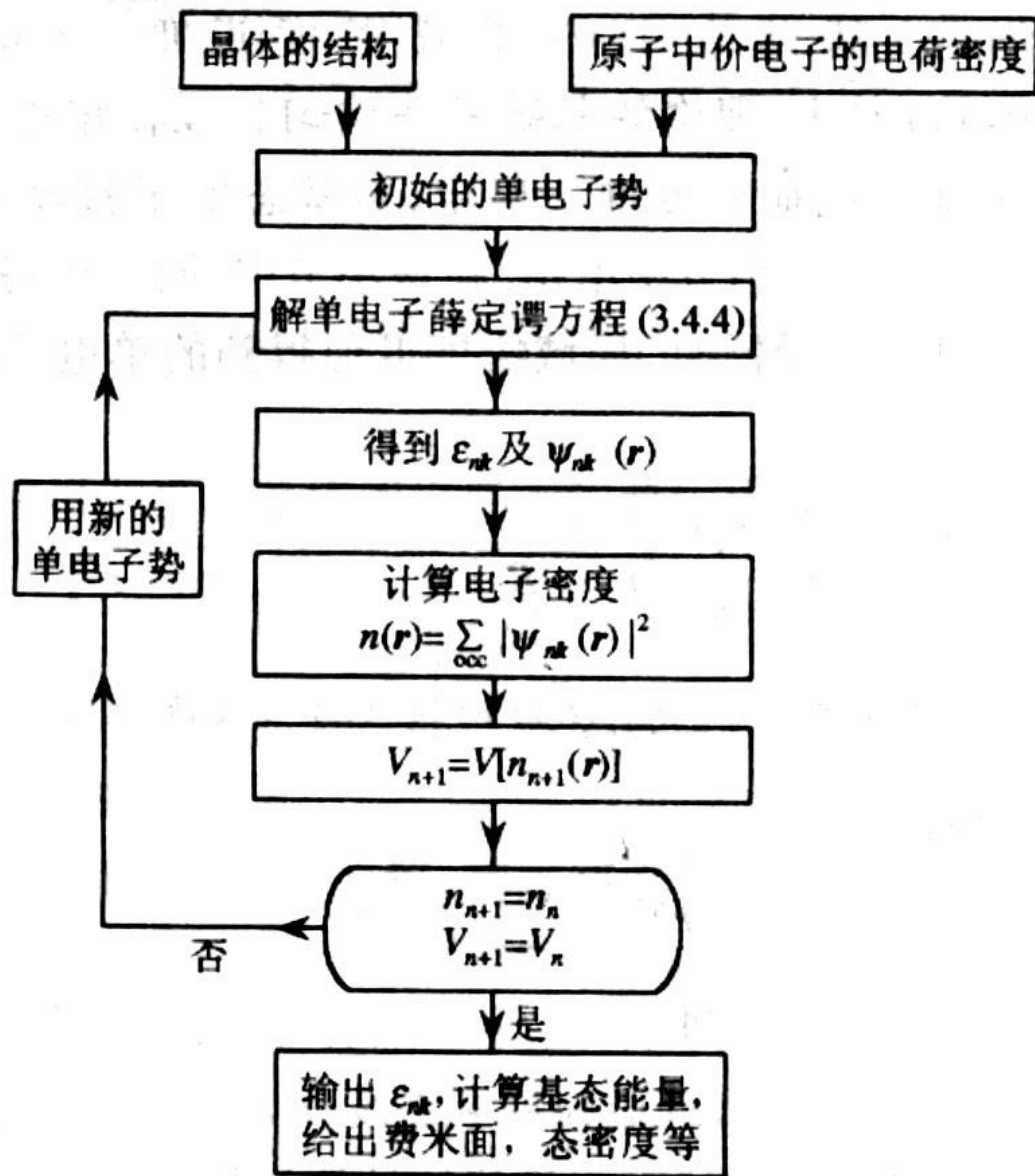 晶体的结构
原子中价电子的电荷密度
初始的单电子势
解单电子薛定谔方程 (3.4.4)
得到 εnk 及 ψnk (r)
用新的
单电子势
计算电子密度
n(r)=∑occ |ψnk (r)|²
Vn+1=V[nn+1(r)]
nn+1=nn
Vn+1=Vn
否
是
输出 εnk, 计算基态能量,
给出费米面, 态密度等